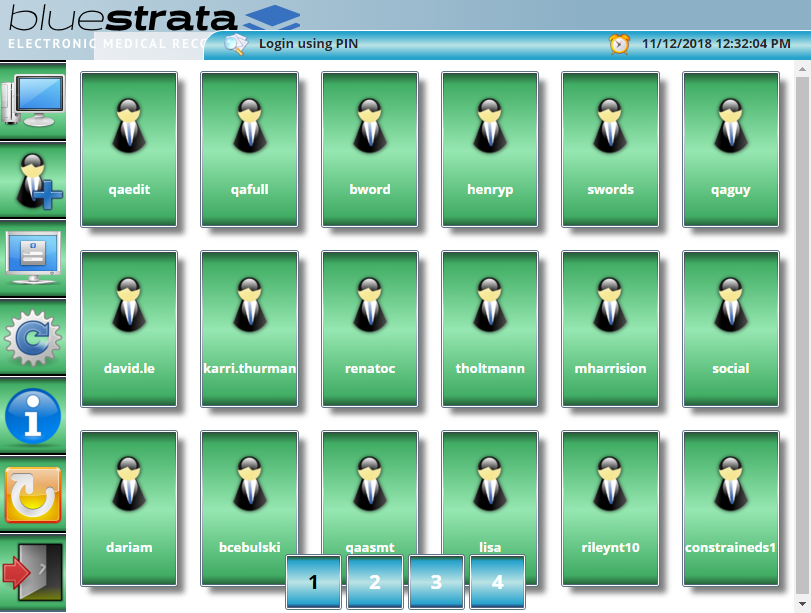 bluestrata
ELECTRONIC MEDICAL RECO
Login using PIN 11/12/2018 12:32:04 PM
qaedit qafull bword henryp swords qaguy
david.le karri.thurman renatoc tholtmann mharrision social
dariam bcebulski qaasmt lisa rileynt10 constraineds1
1 2 3 4